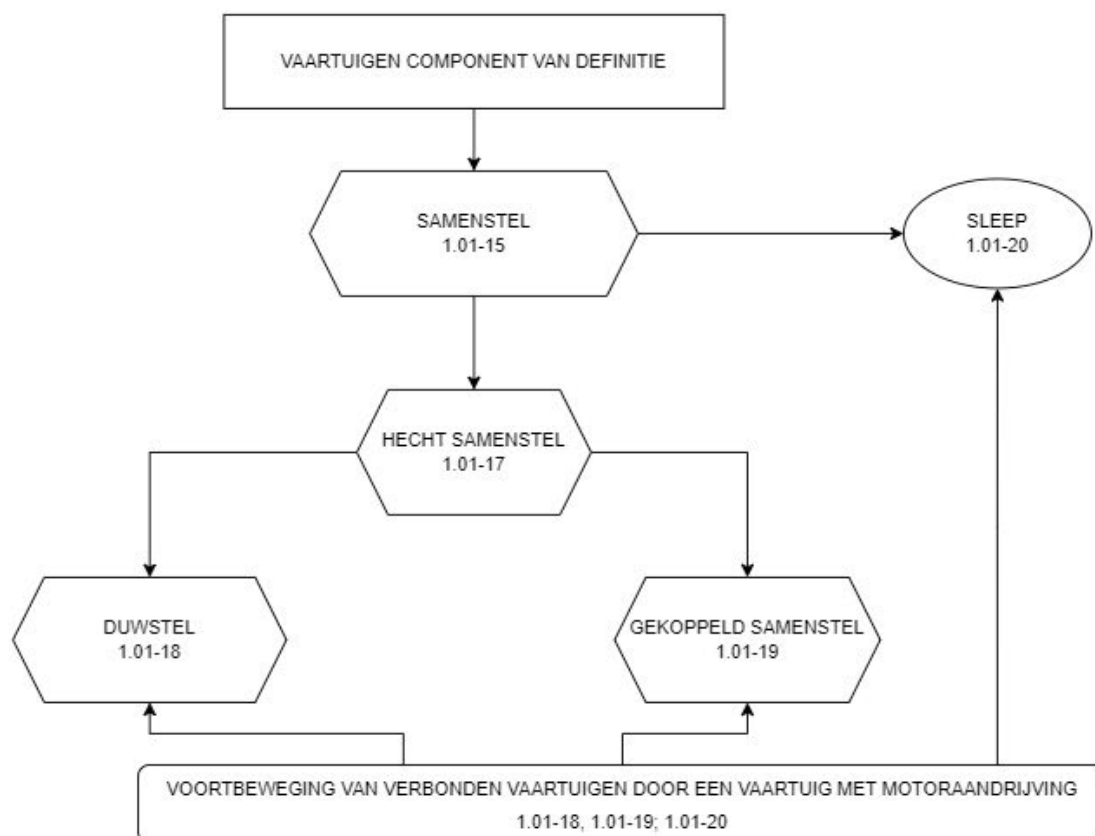 VAARTUIGEN COMPONENT VAN DEFINITIE
SAMENSTEL
1.01-15
SLEEP
1.01-20
HECHT SAMENSTEL
1.01-17
DUWSTEL
1.01-18
GEKOPPELD SAMENSTEL
1.01-19
VOORTBEWEGING VAN VERBONDEN VAARTUIGEN DOOR EEN VAARTUIG MET MOTORAANDRIJVING
1.01-18, 1.01-19; 1.01-20